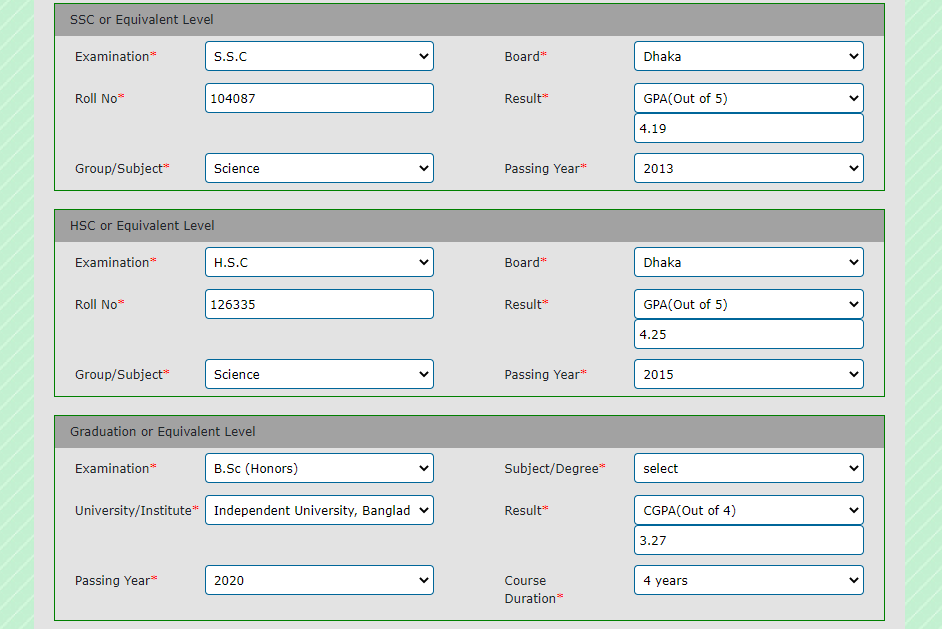 SSC or Equivalent Level
Examination* S.S.C Board* Dhaka
Roll No* 104087 Result* GPA(Out of 5)
4.19
Group/Subject* Science Passing Year* 2013
HSC or Equivalent Level
Examination* H.S.C Board* Dhaka
Roll No* 126335 Result* GPA(Out of 5)
4.25
Group/Subject* Science Passing Year* 2015
Graduation or Equivalent Level
Examination* B.Sc (Honors) Subject/Degree* select
University/Institute* Independent University, Banglad Result* CGPA(Out of 4)
3.27
Passing Year* 2020 Course 4 years
Duration*